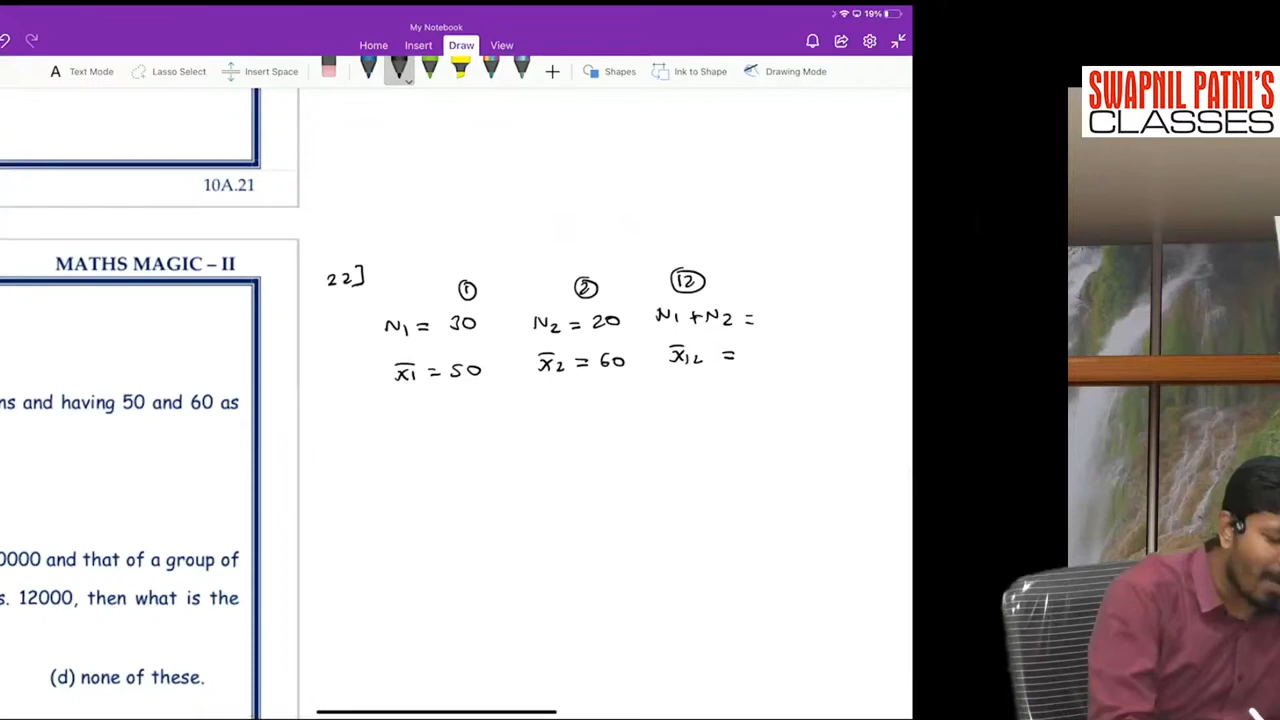 19%
My Notebook
Home Insert Draw View
Text Mode Lasso Select Insert Space Shapes Ink to Shape Drawing Mode
SWAPNIL PATNI'S
CLASSES
10A.21
MATHS MAGIC – II
22] ① ② ⑫
N₁ = 30 N₂ = 20 N₁ + N₂ =
x̄₁ = 50 x̄₂ = 60 x̄₁₂ =
ns and having 50 and 60 as
0000 and that of a group of
s. 12000, then what is the
(d) none of these.